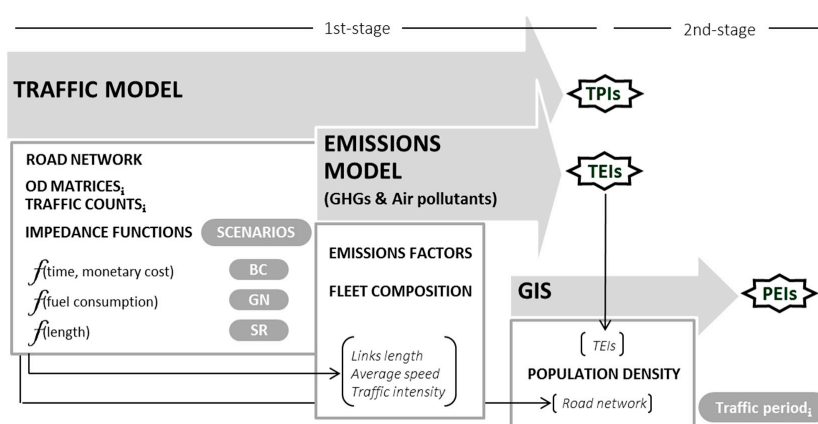 1st-stage
2nd-stage
TRAFFIC MODEL
TPIs
ROAD NETWORK
OD MATRICESi
TRAFFIC COUNTSi
IMPEDANCE FUNCTIONS
SCENARIOS
f(time, monetary cost)
BC
f(fuel consumption)
GN
f(length)
SR
EMISSIONS
MODEL
(GHGs & Air pollutants)
TEIs
EMISSIONS FACTORS
FLEET COMPOSITION
Links length
Average speed
Traffic intensity
GIS
PEIs
[TEIs]
POPULATION DENSITY
[Road network]
Traffic periodi